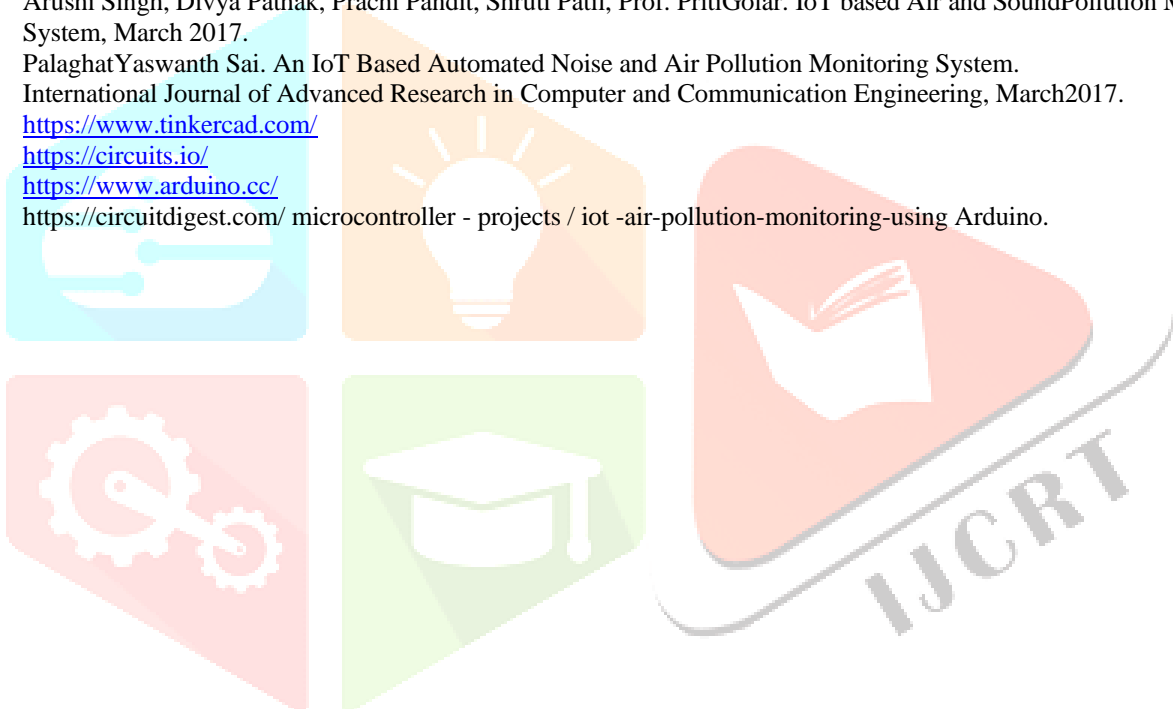 Arushi Singh, Divya Pathak, Prachi Pandit, Shruti Patil, Prof. PritiGolar. IoT based Air and SoundPollution
System, March 2017.
PalaghatYaswanth Sai. An IoT Based Automated Noise and Air Pollution Monitoring System.
International Journal of Advanced Research in Computer and Communication Engineering, March2017.
https://www.tinkercad.com/
https://circuits.io/
https://www.arduino.cc/
https://circuitdigest.com/ microcontroller - projects / iot -air-pollution-monitoring-using Arduino.
IJCRT